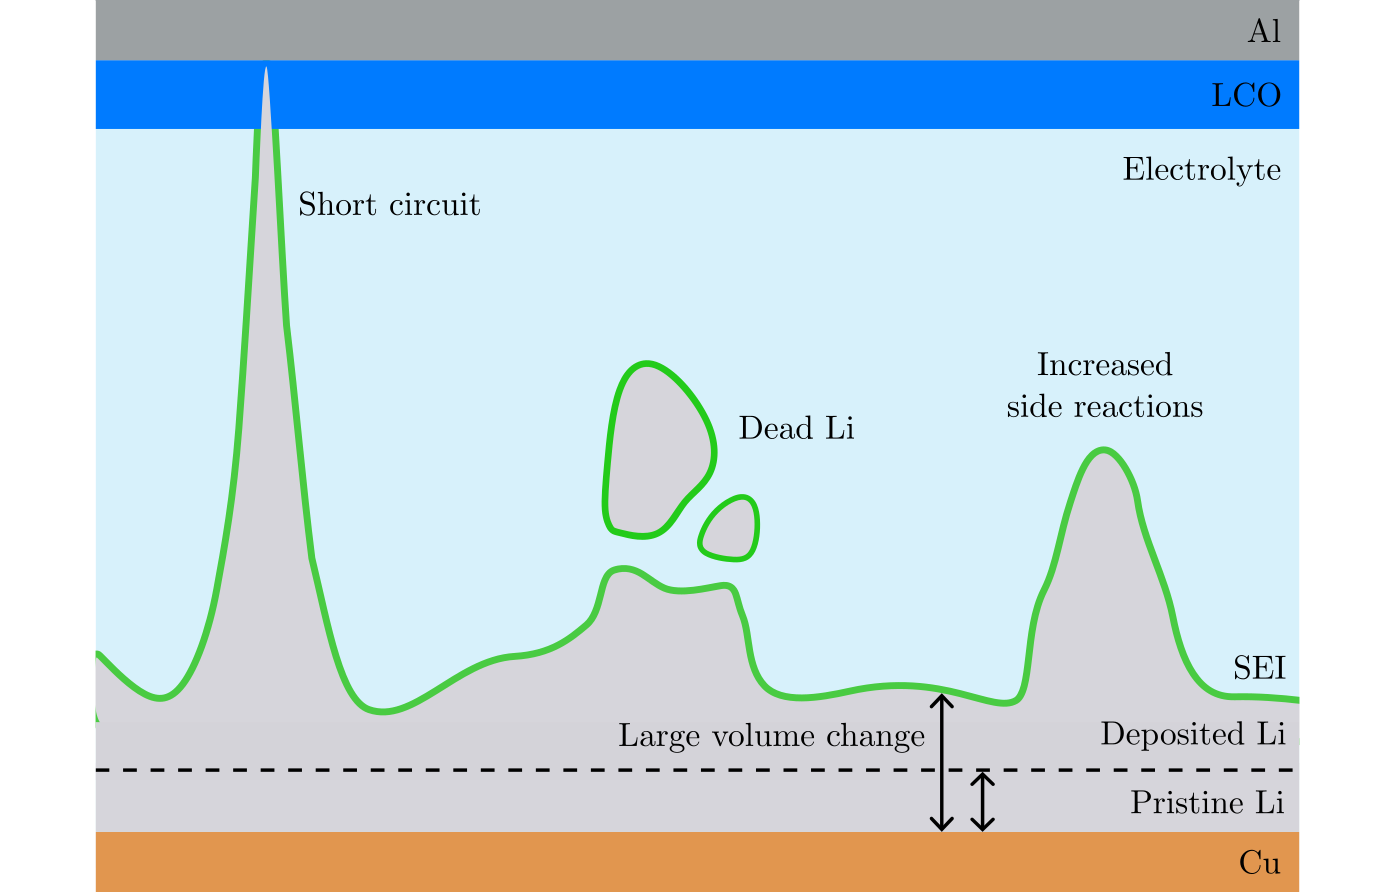 Al
LCO
Electrolyte
Short circuit
Increased
side reactions
Dead Li
SEI
Large volume change
Deposited Li
Pristine Li
Cu